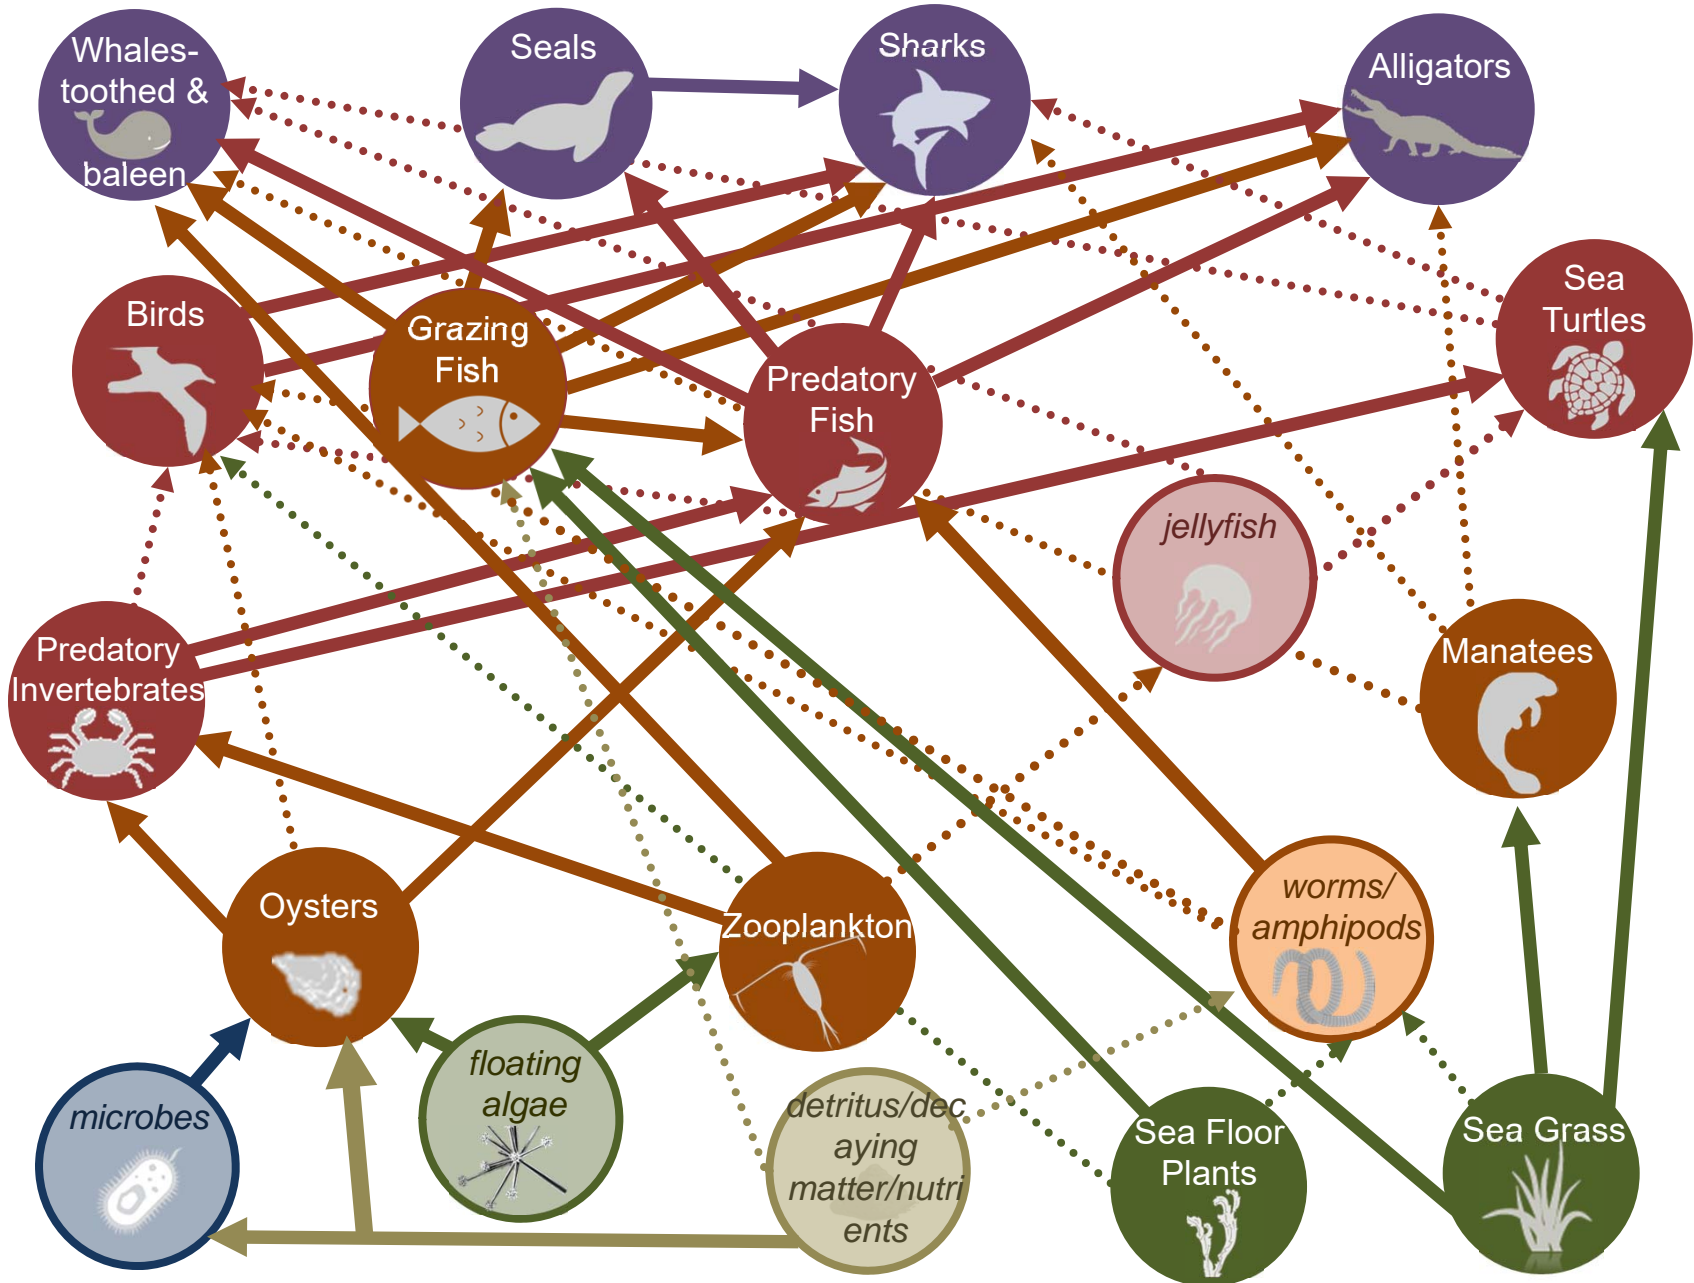 Whales-
toothed &
baleen
Seals
Sharks
Alligators
Birds
Grazing
Fish
Predatory
Fish
Sea
Turtles
jellyfish
Predatory
Invertebrates
Manatees
Oysters
Zooplankton
worms/
amphipods
microbes
floating
algae
detritus/dec
aying
matter/nutri
ents
Sea Floor
Plants
Sea Grass